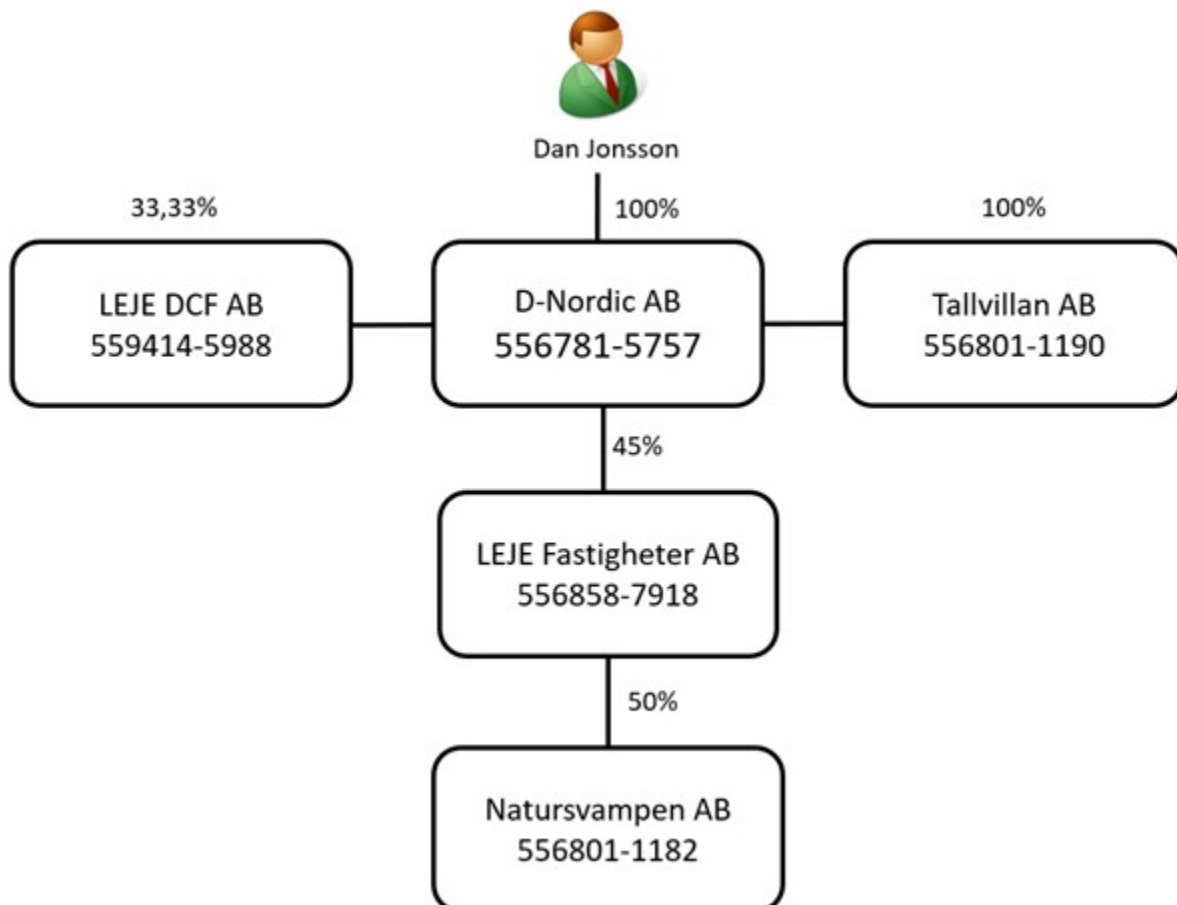 Dan Jonsson
33,33%
100%
100%
LEJE DCF AB
559414-5988
D-Nordic AB
556781-5757
Tallvillan AB
556801-1190
45%
LEJE Fastigheter AB
556858-7918
50%
Natursvampen AB
556801-1182